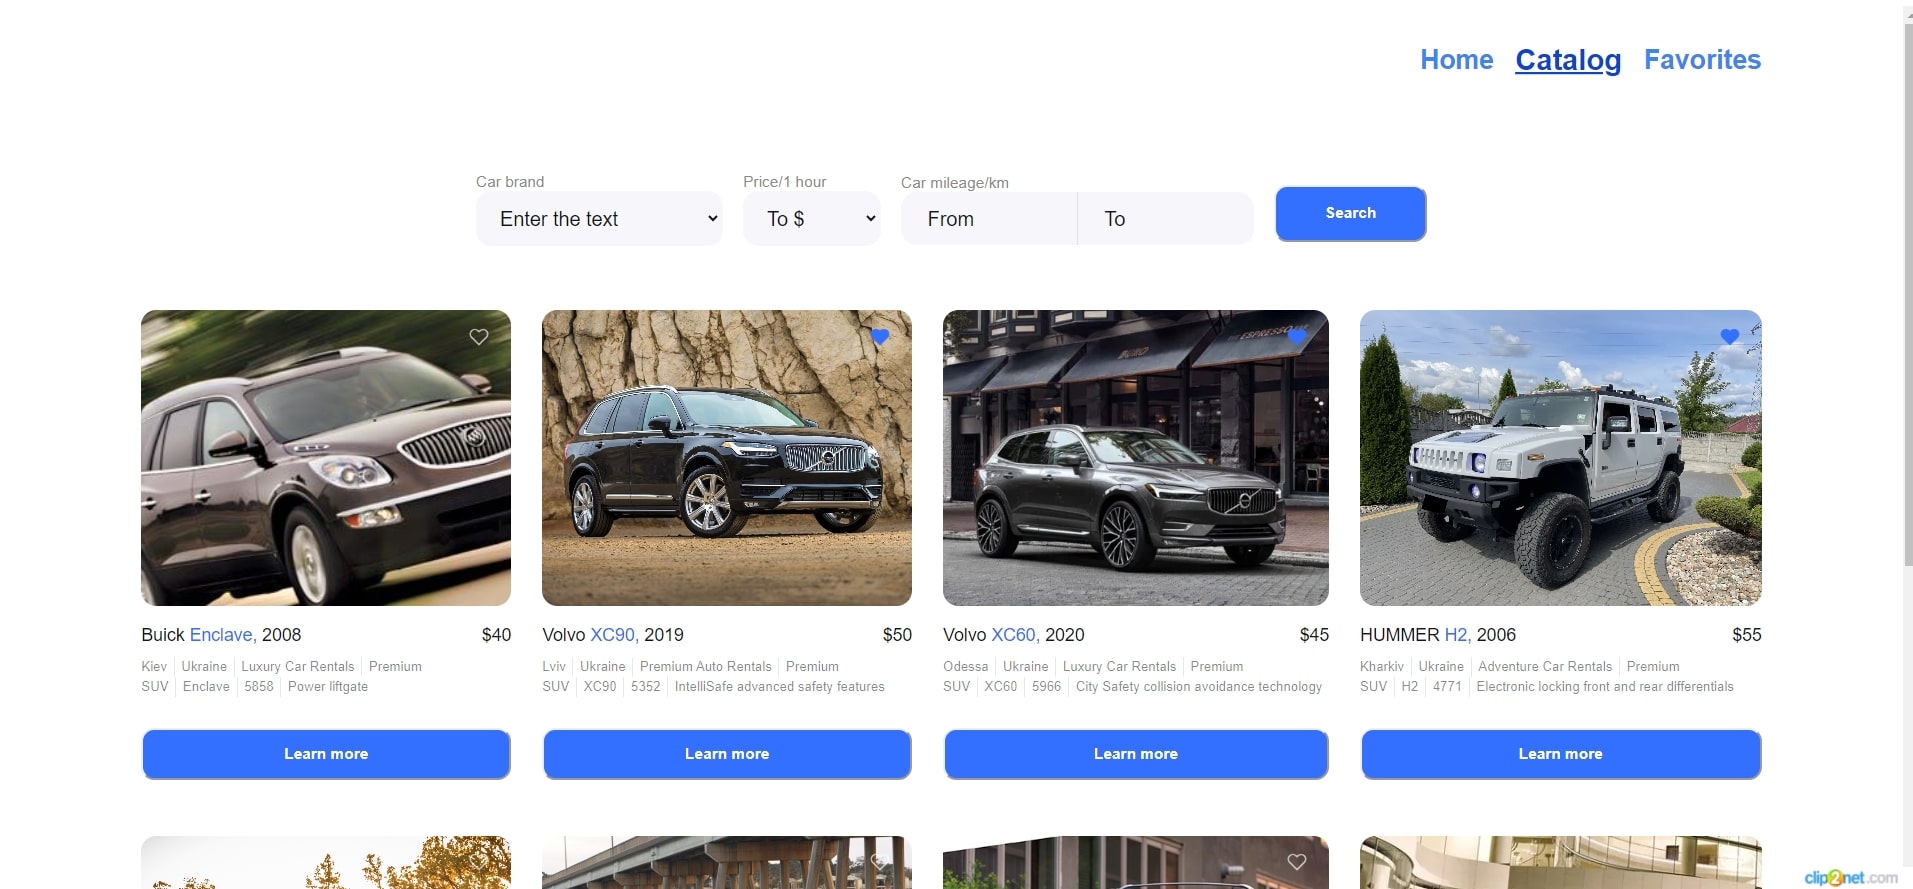 Home Catalog Favorites
Car brand Price/1 hour Car mileage/km
Enter the text To $ From To Search
ESPRESSO
Buick Enclave, 2008 $40
Kiev Ukraine Luxury Car Rentals Premium
SUV Enclave 5858 Power liftgate
Learn more
Volvo XC90, 2019 $50
Lviv Ukraine Premium Auto Rentals Premium
SUV XC90 5352 IntelliSafe advanced safety features
Learn more
Volvo XC60, 2020 $45
Odessa Ukraine Luxury Car Rentals Premium
SUV XC60 5966 City Safety collision avoidance technology
Learn more
HUMMER H2, 2006 $55
Kharkiv Ukraine Adventure Car Rentals Premium
SUV H2 4771 Electronic locking front and rear differentials
Learn more
clip2net.com